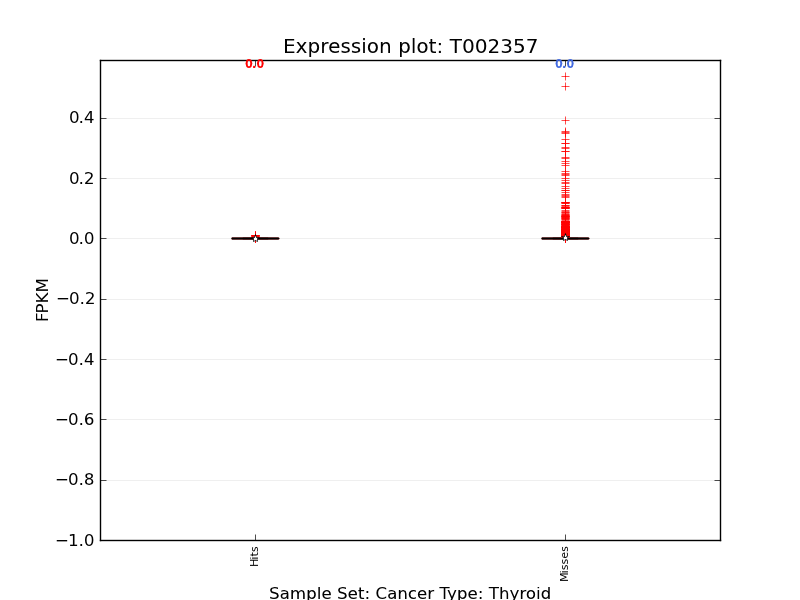 Expression plot: T002357
0.0 0.0
0.4
0.2
0.0
−0.2
−0.4
−0.6
−0.8
−1.0
FPKM
Hits
Misses
Sample Set: Cancer Type: Thyroid